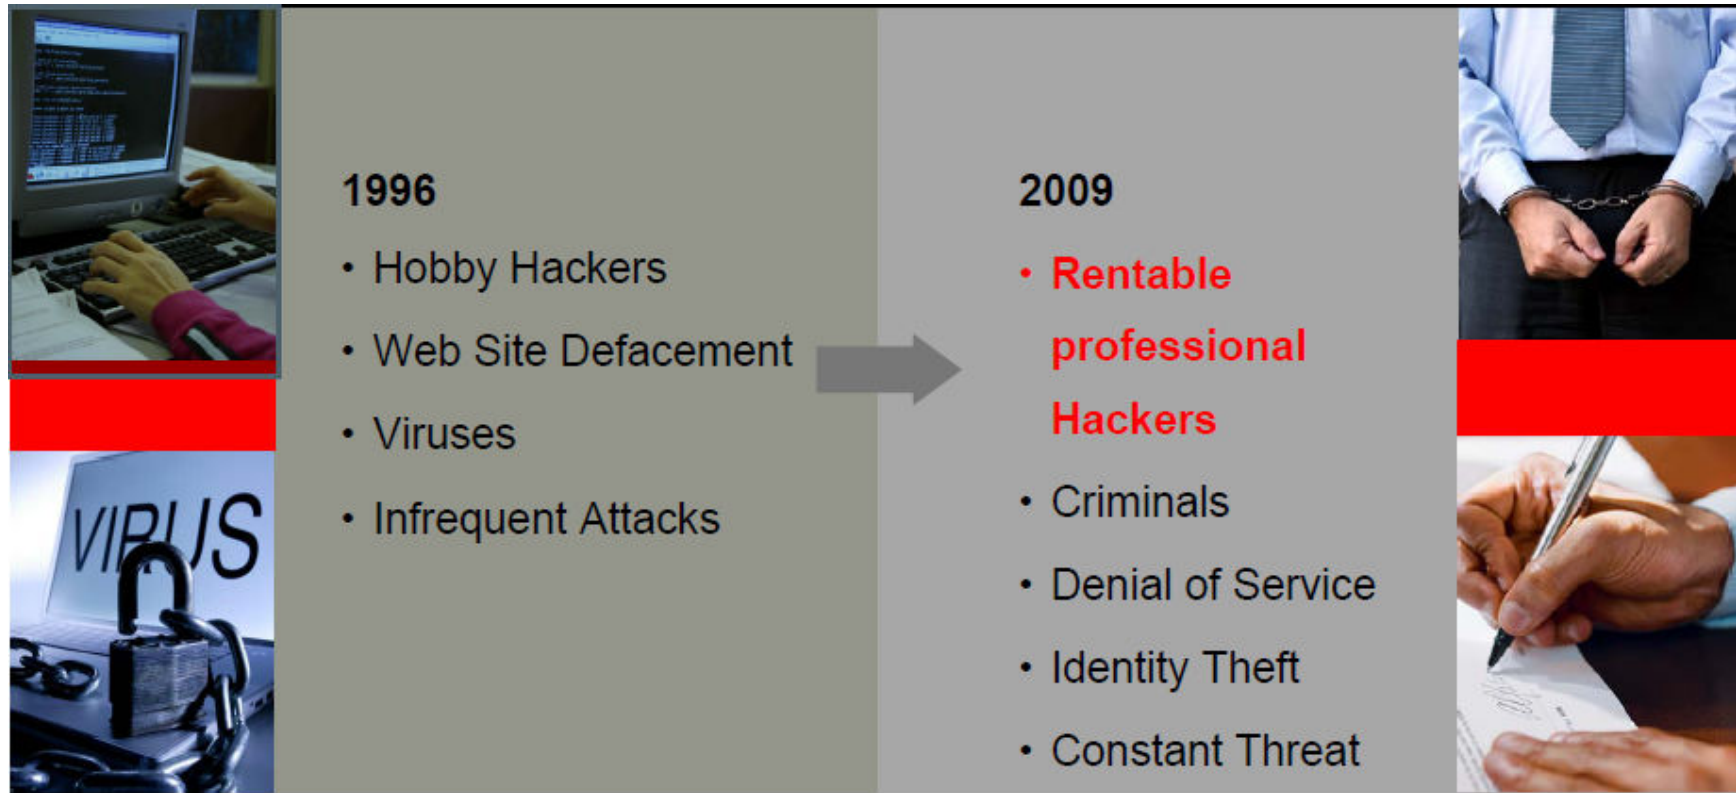 1996
• Hobby Hackers
• Web Site Defacement
• Viruses
• Infrequent Attacks
2009
• Rentable
professional
Hackers
• Criminals
• Denial of Service
• Identity Theft
• Constant Threat
VIRUS